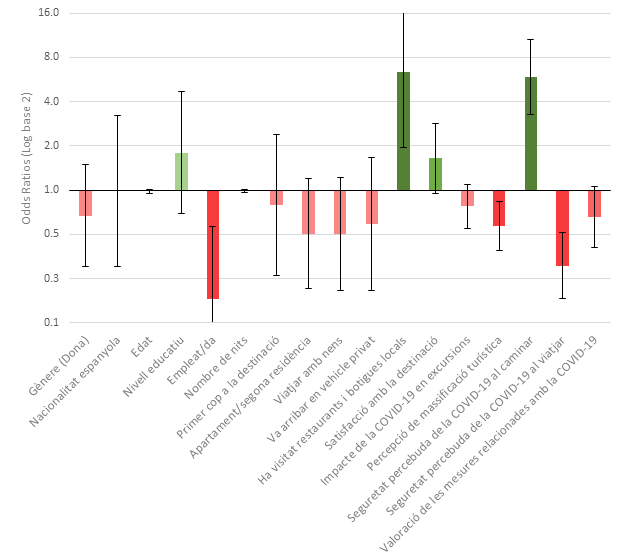 16.0
8.0
4.0
2.0
1.0
0.5
0.3
0.1
Odds Ratios (Log base 2)
Gènere (Dona)
Nacionalitat espanyola
Edat
Nivell educatiu
Empleat/da
Nombre de nits
Primer cop a la destinació
Apartament/segona residència
Viatjar amb nens
Va arribar en vehicle privat
Ha visitat restaurants i botigues locals
Satisfacció amb la destinació
Impacte de la COVID-19 en excursions
Percepció de massificació turística
Seguretat percebuda de la COVID-19 al caminar
Seguretat percebuda de la COVID-19 al viatjar
Valoració de les mesures relacionades amb la COVID-19